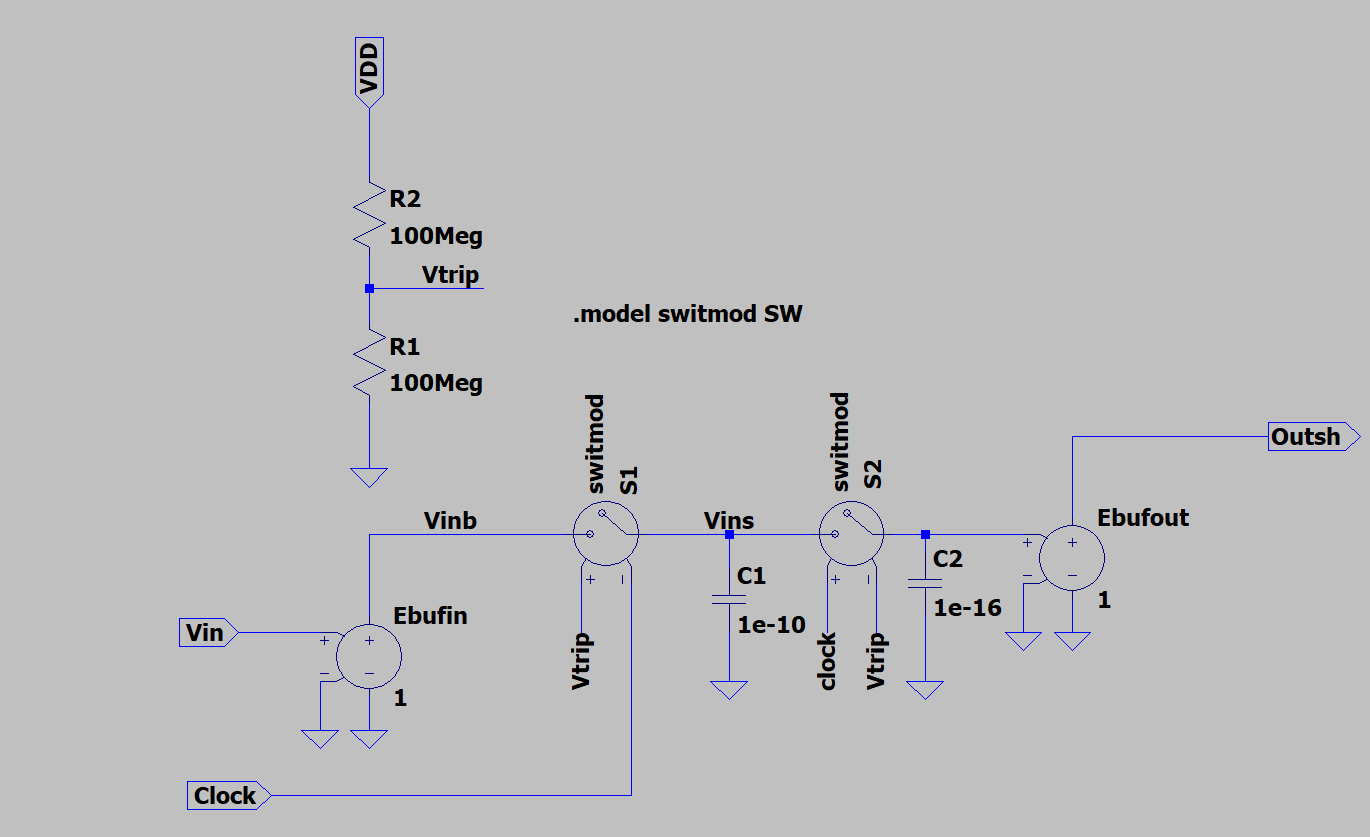 VDD
R2
100Meg
Vtrip
.model switmod SW
R1
100Meg
switmod
S1
switmod
S2
Outsh
Vinb
Vins
Ebufout
+
+
-
-
1
C1
1e-10
C2
1e-16
+
-
+
-
Vtrip
clock
Vtrip
Ebufin
Vin
+
+
-
-
1
Clock